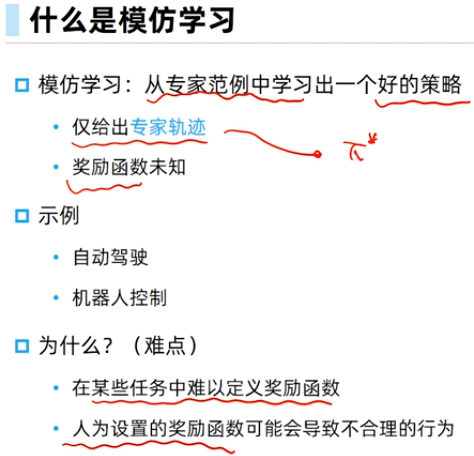 什么是模仿学习
模仿学习：从专家范例中学习出一个好的策略
仅给出专家轨迹
π*
奖励函数未知
示例
自动驾驶
机器人控制
为什么？（难点）
在某些任务中难以定义奖励函数
人为设置的奖励函数可能会导致不合理的行为